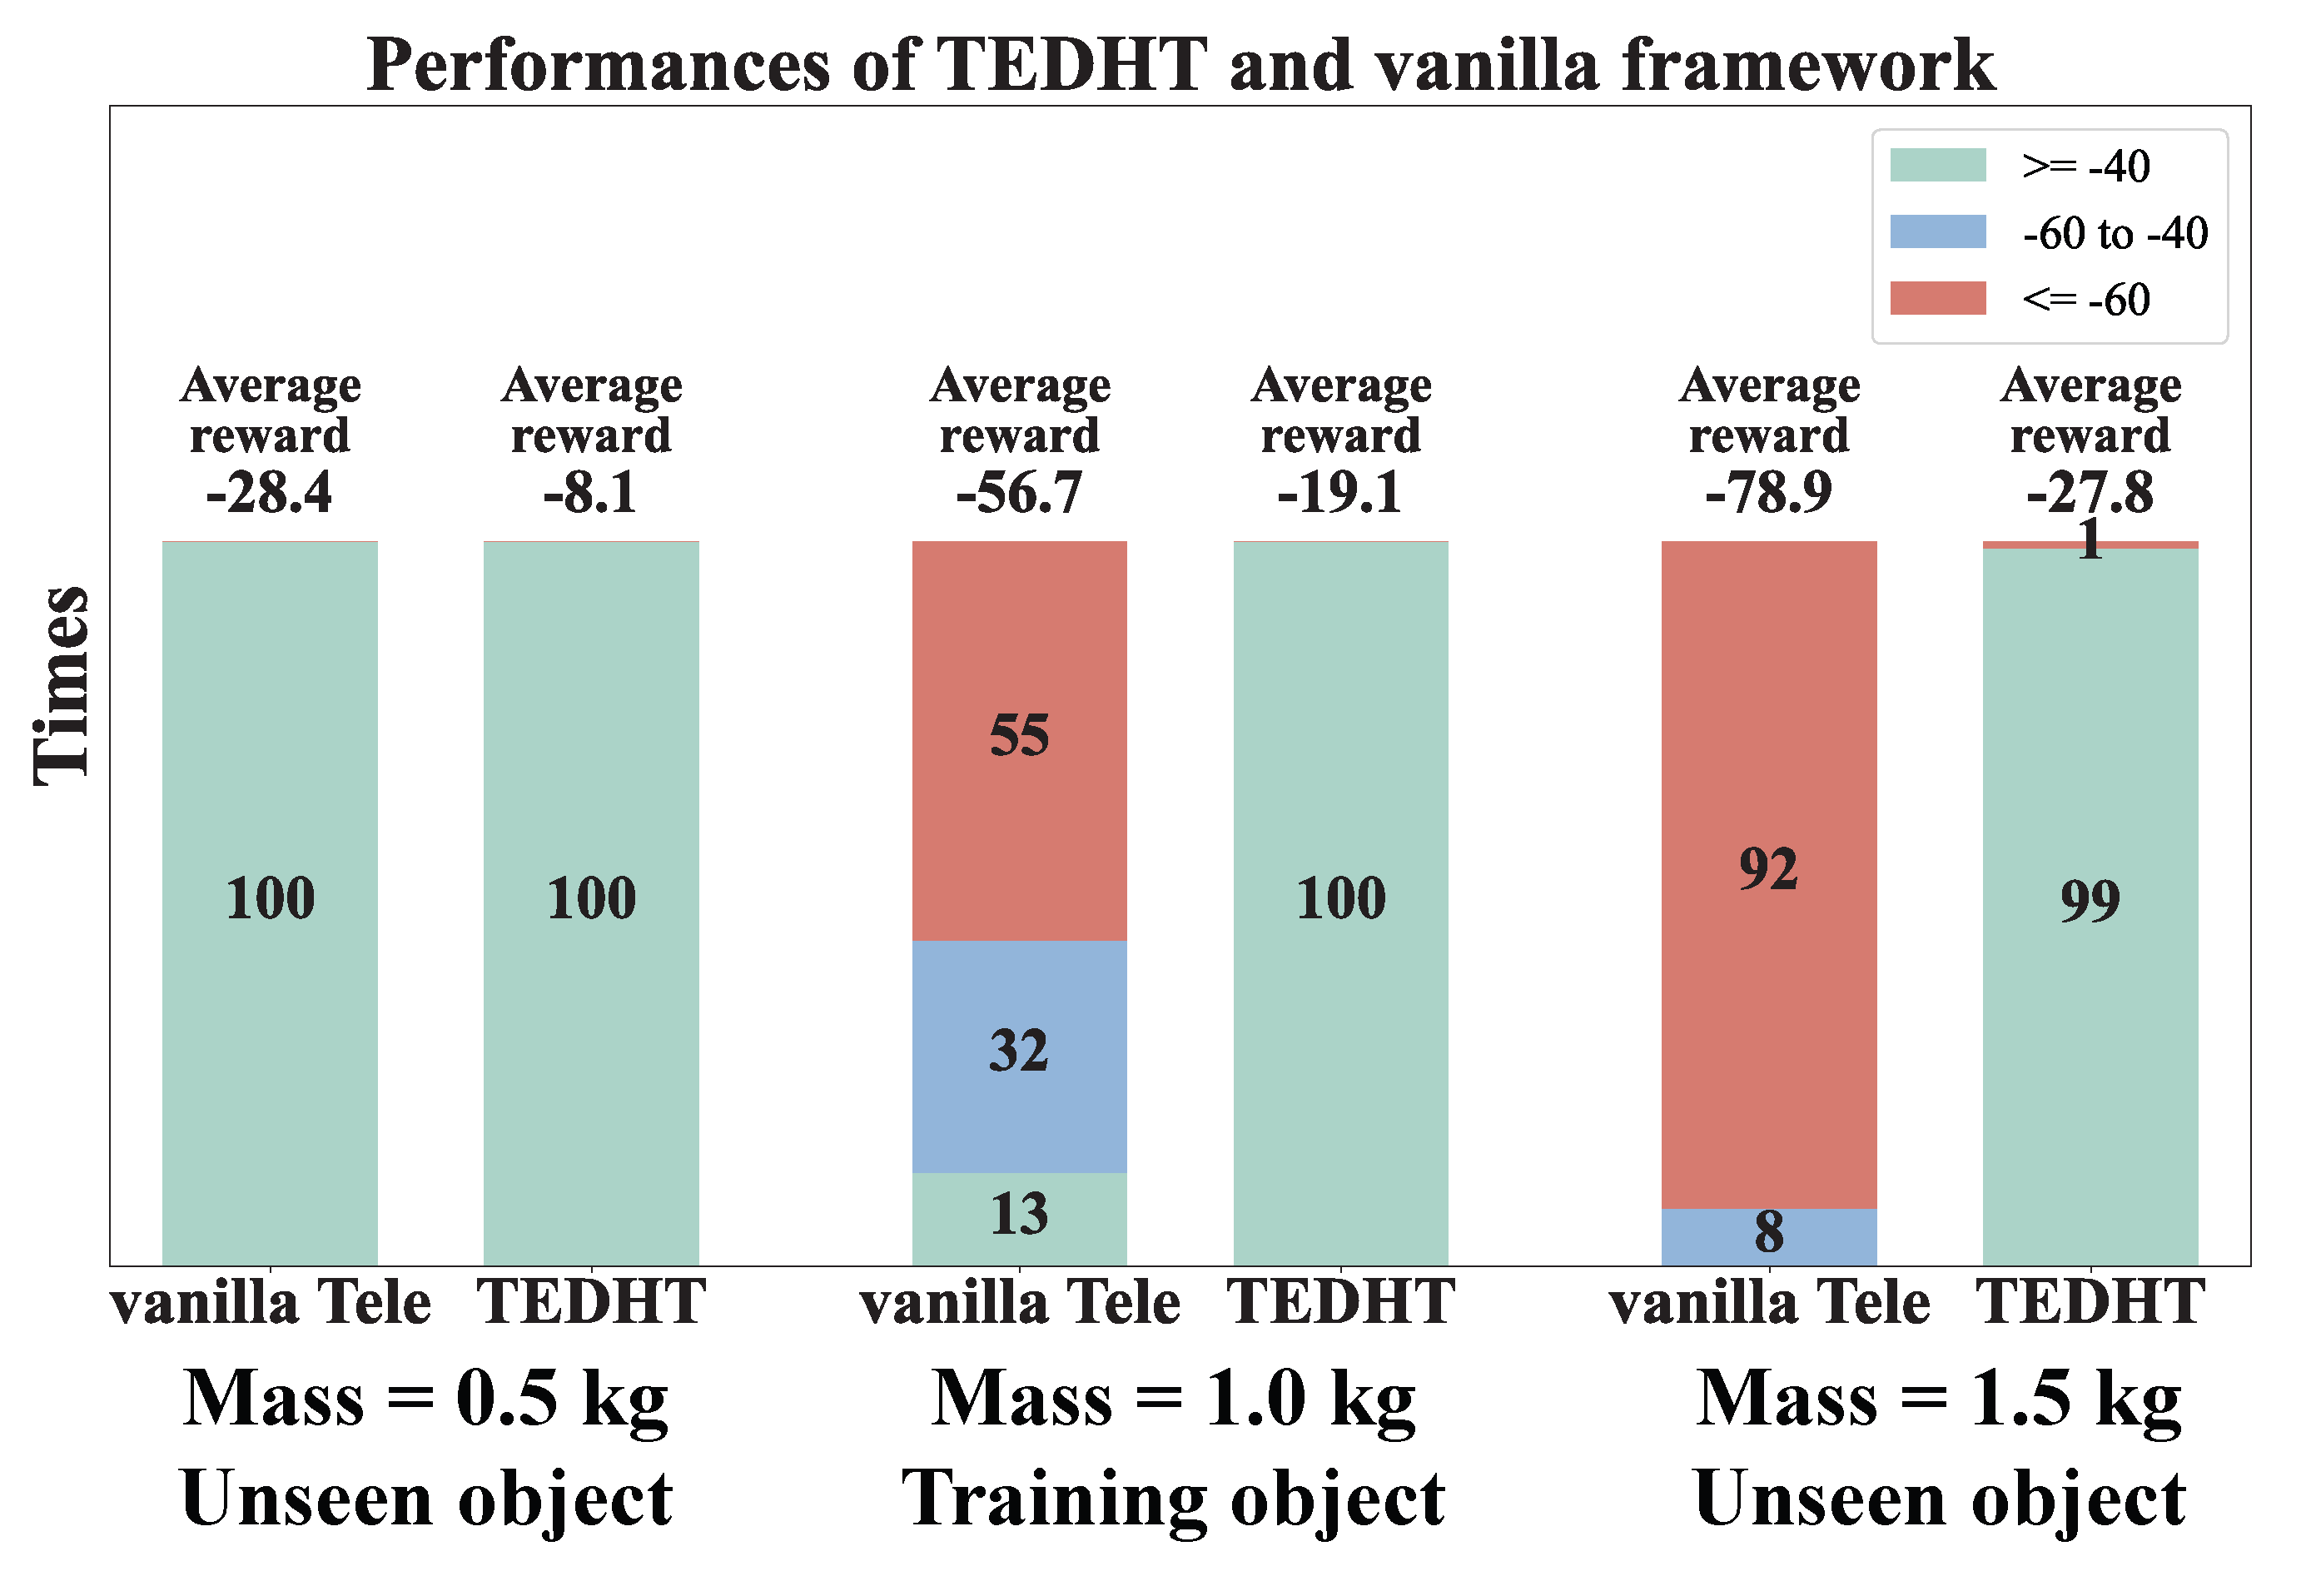 Performances of TEDHT and vanilla framework
>= -40
-60 to -40
<= -60
Average
reward
-28.4
Average
reward
-8.1
Average
reward
-56.7
Average
reward
-19.1
Average
reward
-78.9
Average
reward
-27.8
Times
100
100
55
32
13
100
92
8
1
99
vanilla Tele
TEDHT
vanilla Tele
TEDHT
vanilla Tele
TEDHT
Mass = 0.5 kg
Unseen object
Mass = 1.0 kg
Training object
Mass = 1.5 kg
Unseen object